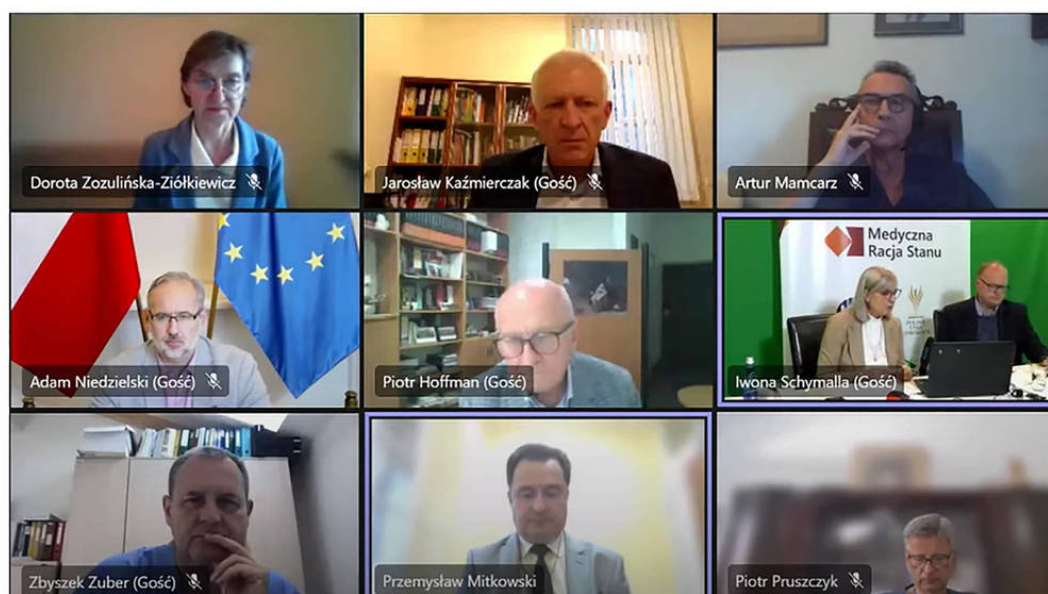 Dorota Zozulińska-Ziółkiewicz
Jarosław Kaźmierczak (Gość)
Artur Mamcarz
Adam Niedzielski (Gość)
Piotr Hoffman (Gość)
Medyczna
Racja Stanu
Iwona Schymalla (Gość)
Zbyszek Zuber (Gość)
Przemysław Mitkowski
Piotr Pruszczyk